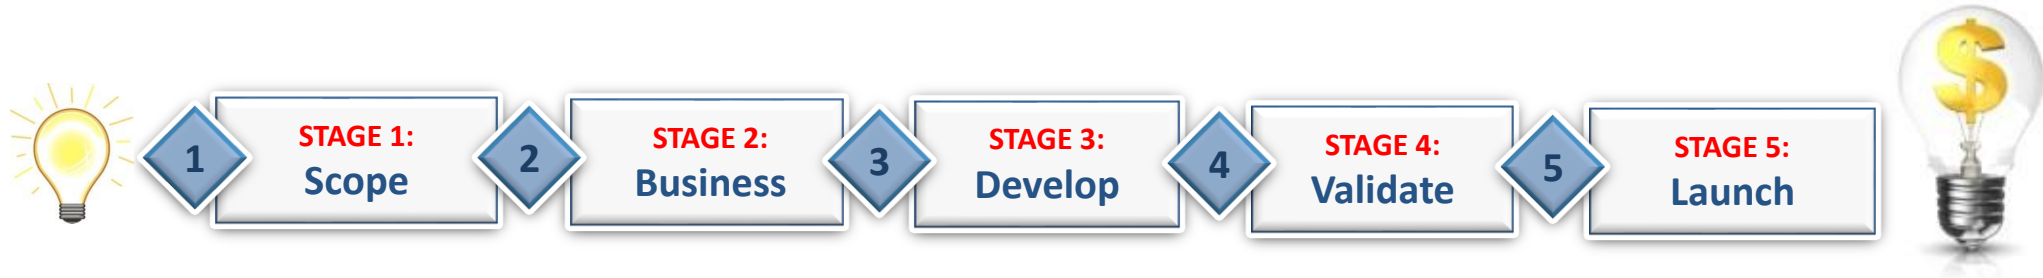 1
STAGE 1:
Scope
2
STAGE 2:
Business
3
STAGE 3:
Develop
4
STAGE 4:
Validate
5
STAGE 5:
Launch
$